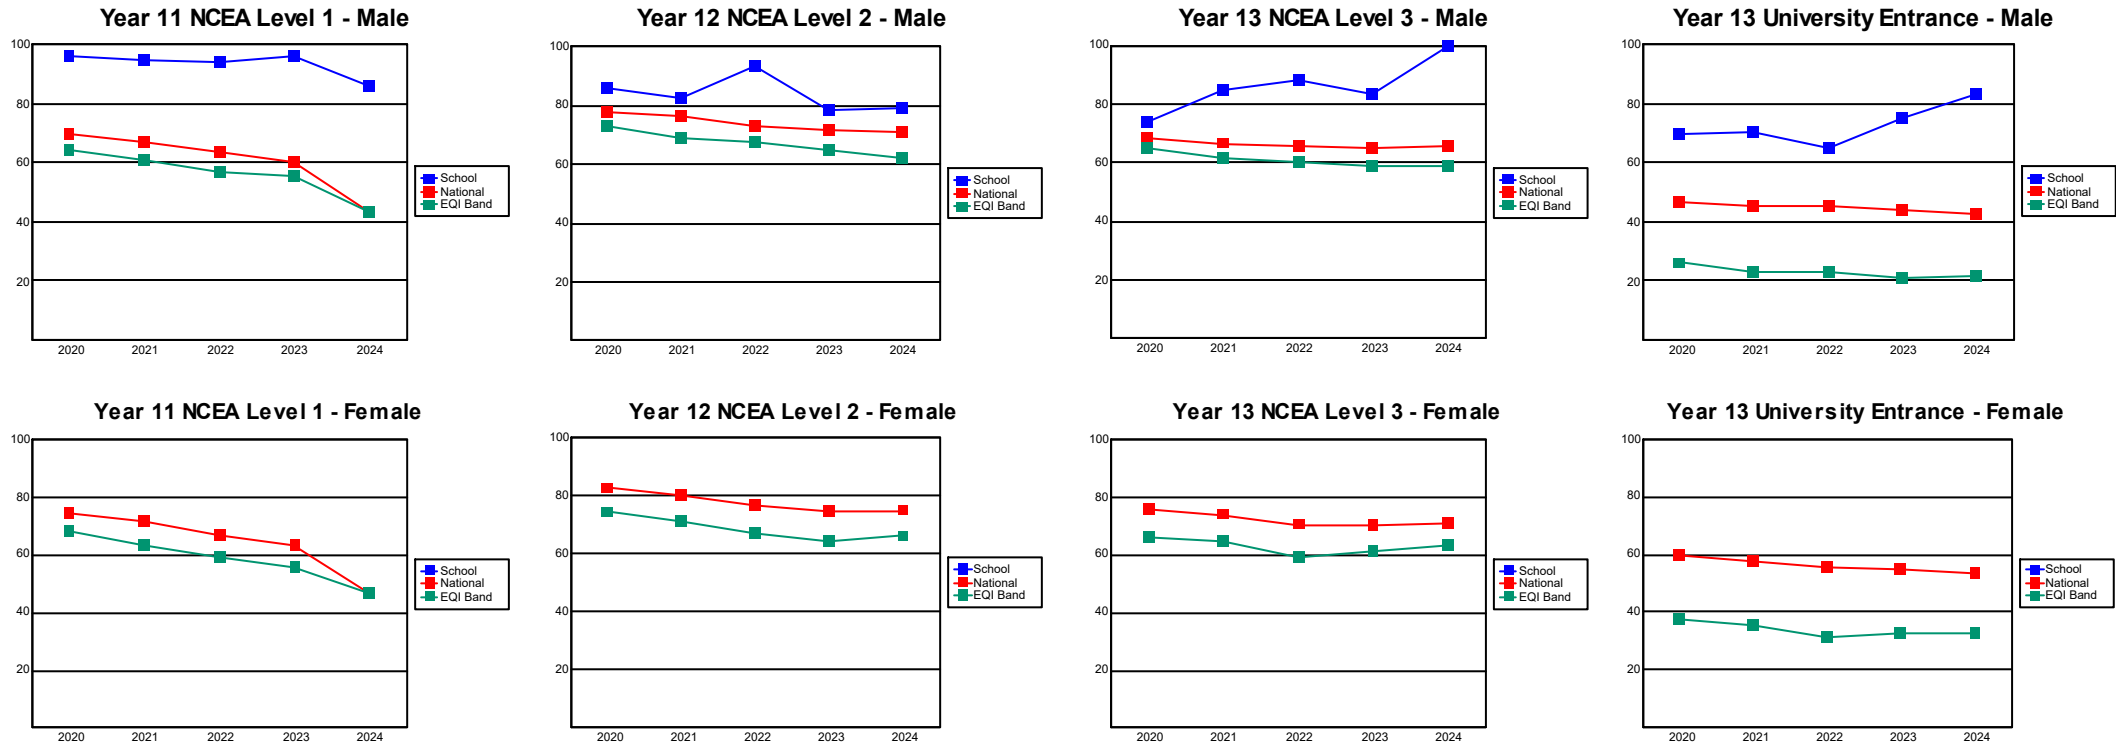 Year 11 NCEA Level 1 - Male
100
80
60
40
20
2020 2021 2022 2023 2024
School
National
EQI Band
Year 12 NCEA Level 2 - Male
100
80
60
40
20
2020 2021 2022 2023 2024
School
National
EQI Band
Year 13 NCEA Level 3 - Male
100
80
60
40
20
2020 2021 2022 2023 2024
School
National
EQI Band
Year 13 University Entrance - Male
100
80
60
40
20
2020 2021 2022 2023 2024
School
National
EQI Band
Year 11 NCEA Level 1 - Female
100
80
60
40
20
2020 2021 2022 2023 2024
School
National
EQI Band
Year 12 NCEA Level 2 - Female
100
80
60
40
20
2020 2021 2022 2023 2024
School
National
EQI Band
Year 13 NCEA Level 3 - Female
100
80
60
40
20
2020 2021 2022 2023 2024
School
National
EQI Band
Year 13 University Entrance - Female
100
80
60
40
20
2020 2021 2022 2023 2024
School
National
EQI Band